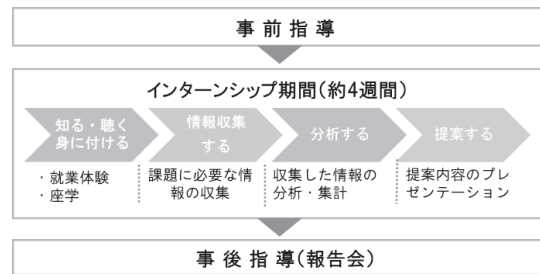 事前指導
インターンシップ期間(約4週間)
知る・聴く
身に付ける
情報収集
する
分析する
提案する
・就業体験
・座学
課題に必要な情
報の収集
収集した情報の
分析・集計
提案内容のプレ
ゼンテーション
事後指導(報告会)